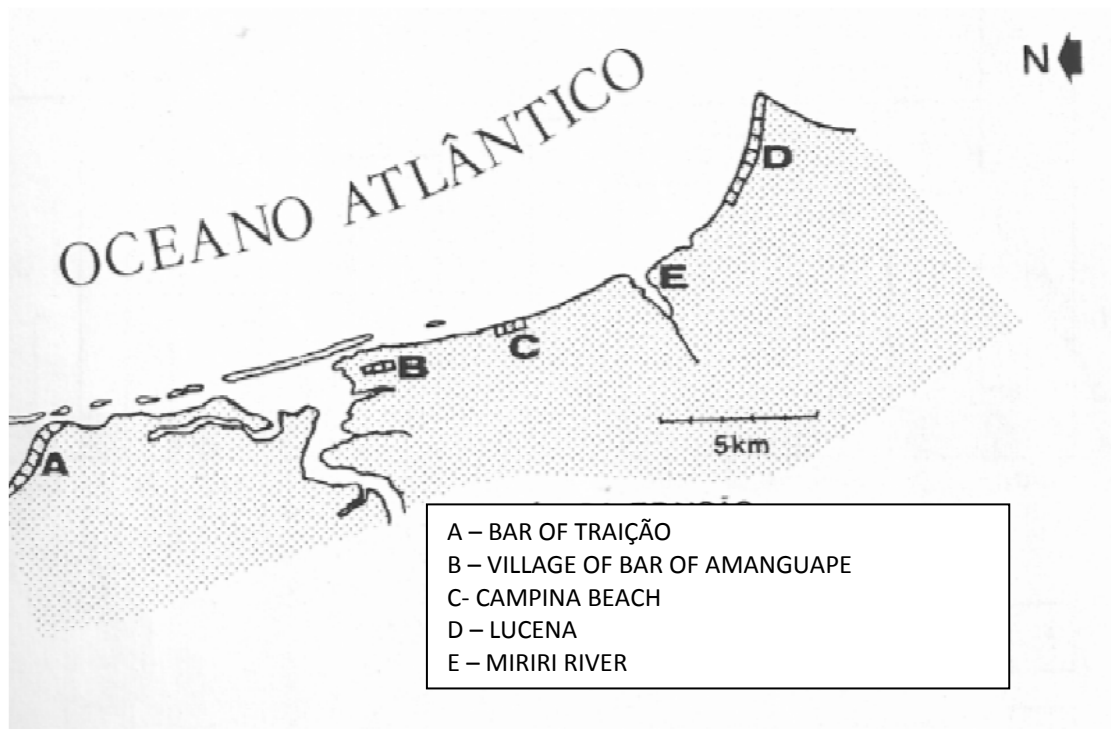 N
OCEANO ATLÂNTICO
D
E
C
B
A
5km
A – BAR OF TRAIÇÃO
B – VILLAGE OF BAR OF AMANGUAPE
C- CAMPINA BEACH
D – LUCENA
E – MIRIRI RIVER